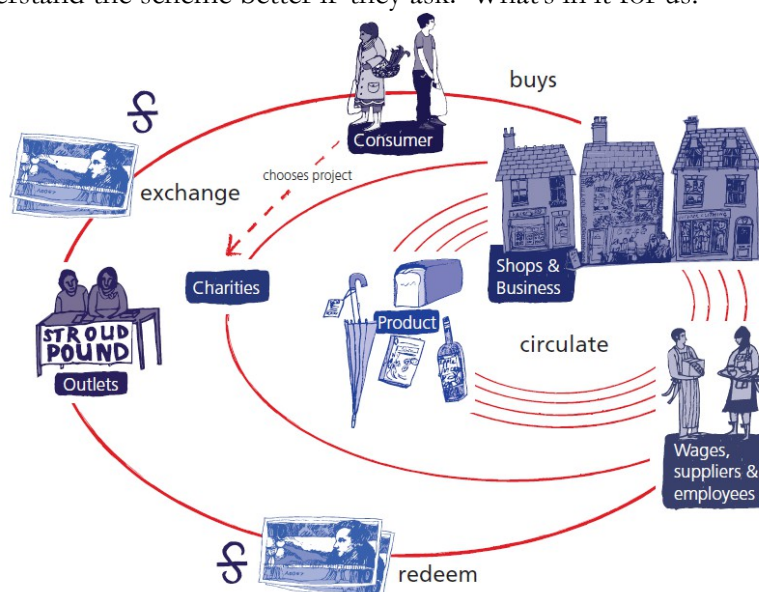 derstand the scheme better if they ask. What's in it for us.
buys
Consumer
chooses project
exchange
Shops &
Business
Charities
STROUD
POUND
Outlets
Product
circulate
Wages,
suppliers &
employees
redeem